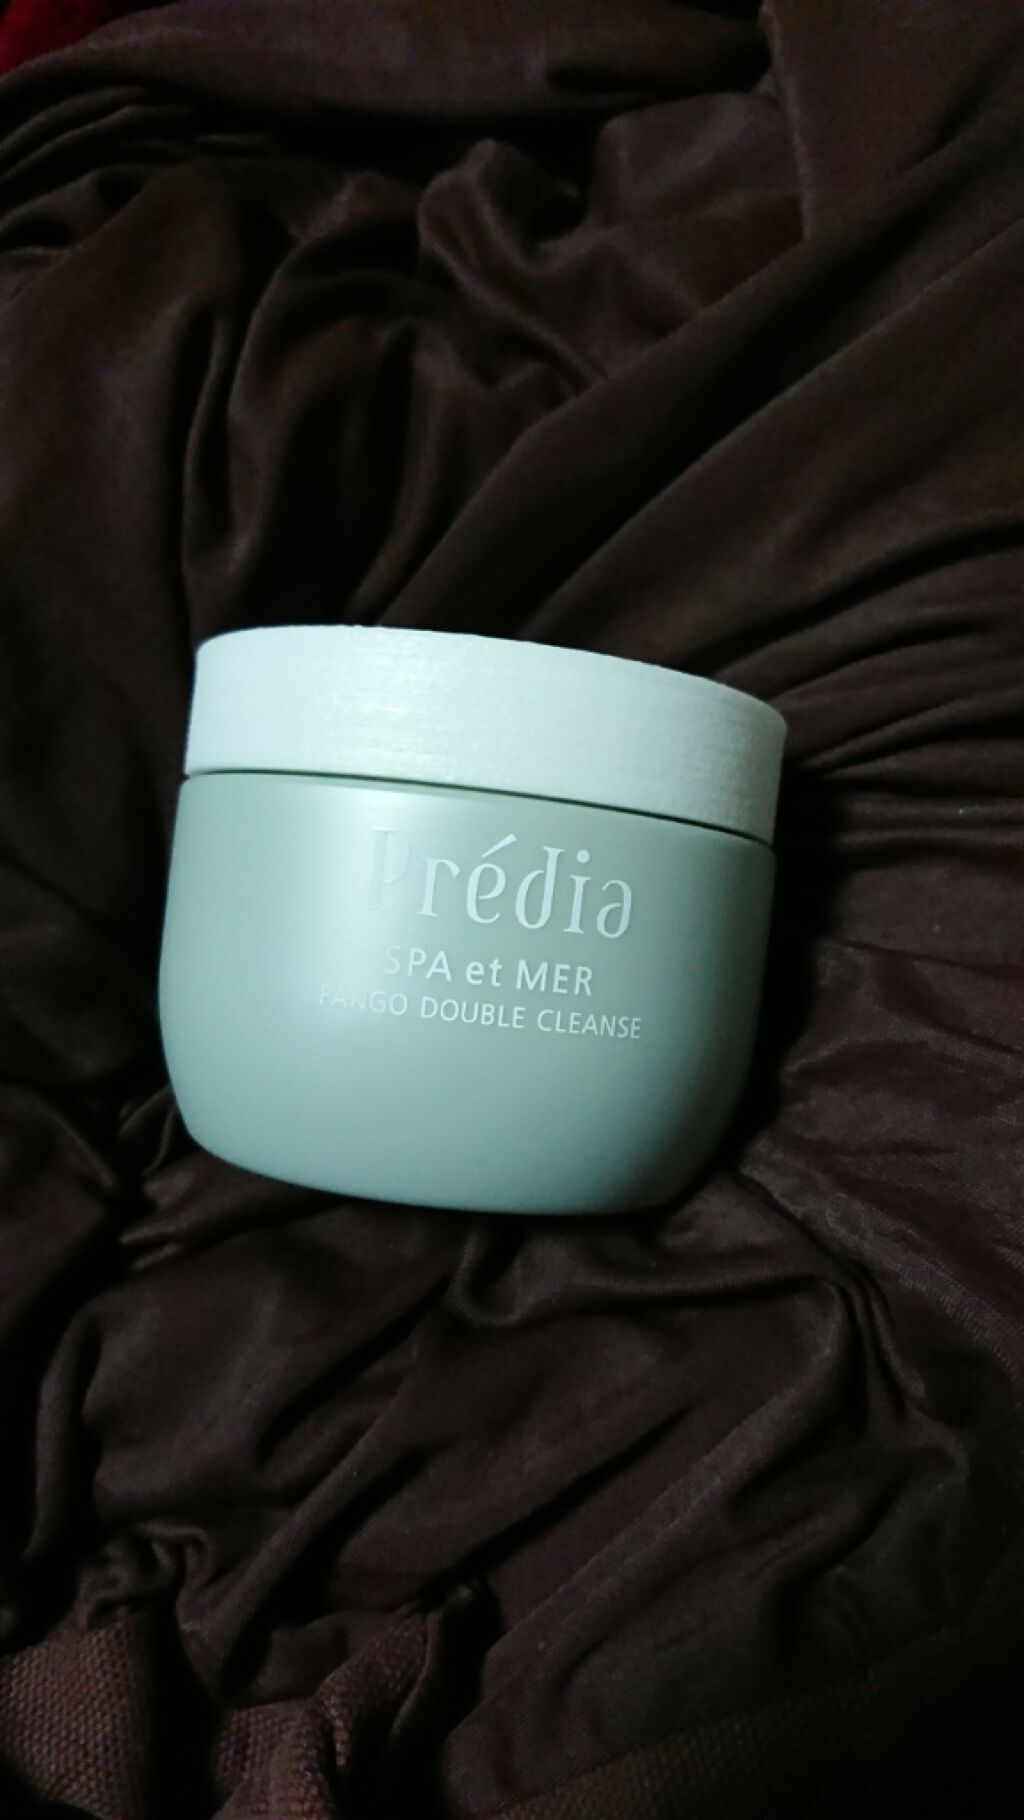 Prédia
SPA et MER
FANGO DOUBLE CLEANSE